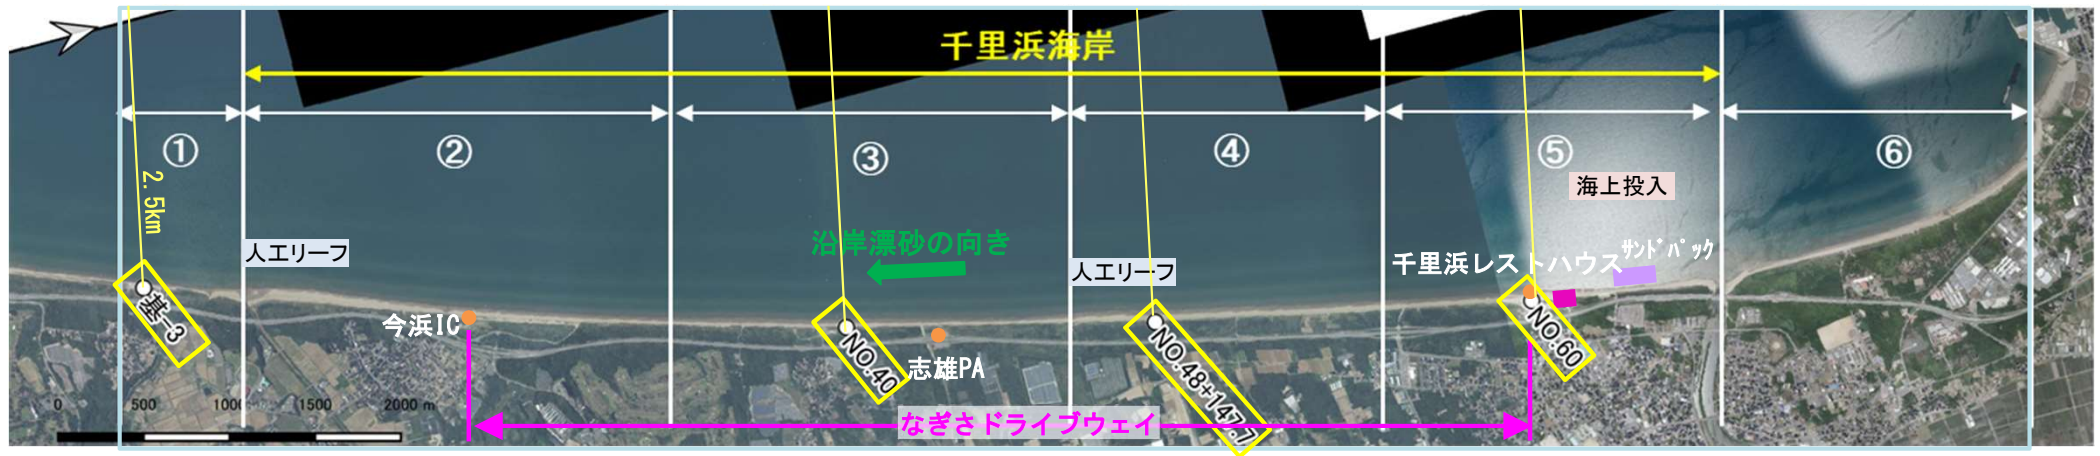 千里浜海岸
①
②
③
④
⑤
⑥
2.5km
海上投入
人工リーフ
沿岸漂砂の向き
人工リーフ
千里浜レストハウス
ｻﾝﾄﾞﾊﾟｯｸ
基-3
今浜IC
NO.40
志雄PA
NO.48+147.7
NO.60
0 500 1000 1500 2000 m
なぎさドライブウェイ